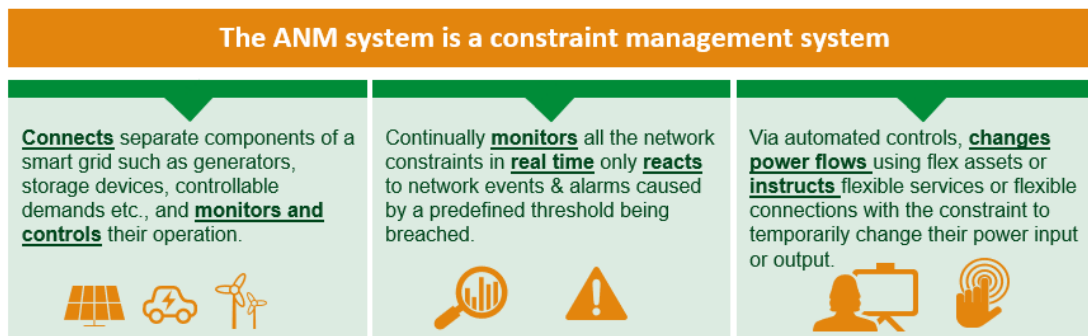 The ANM system is a constraint management system
Connects separate components of a
smart grid such as generators,
storage devices, controllable
demands etc., and monitors and
controls their operation.
Continually monitors all the network
constraints in real time only reacts
to network events & alarms caused
by a predefined threshold being
breached.
Via automated controls, changes
power flows using flex assets or
instructs flexible services or flexible
connections with the constraint to
temporarily change their power input
or output.